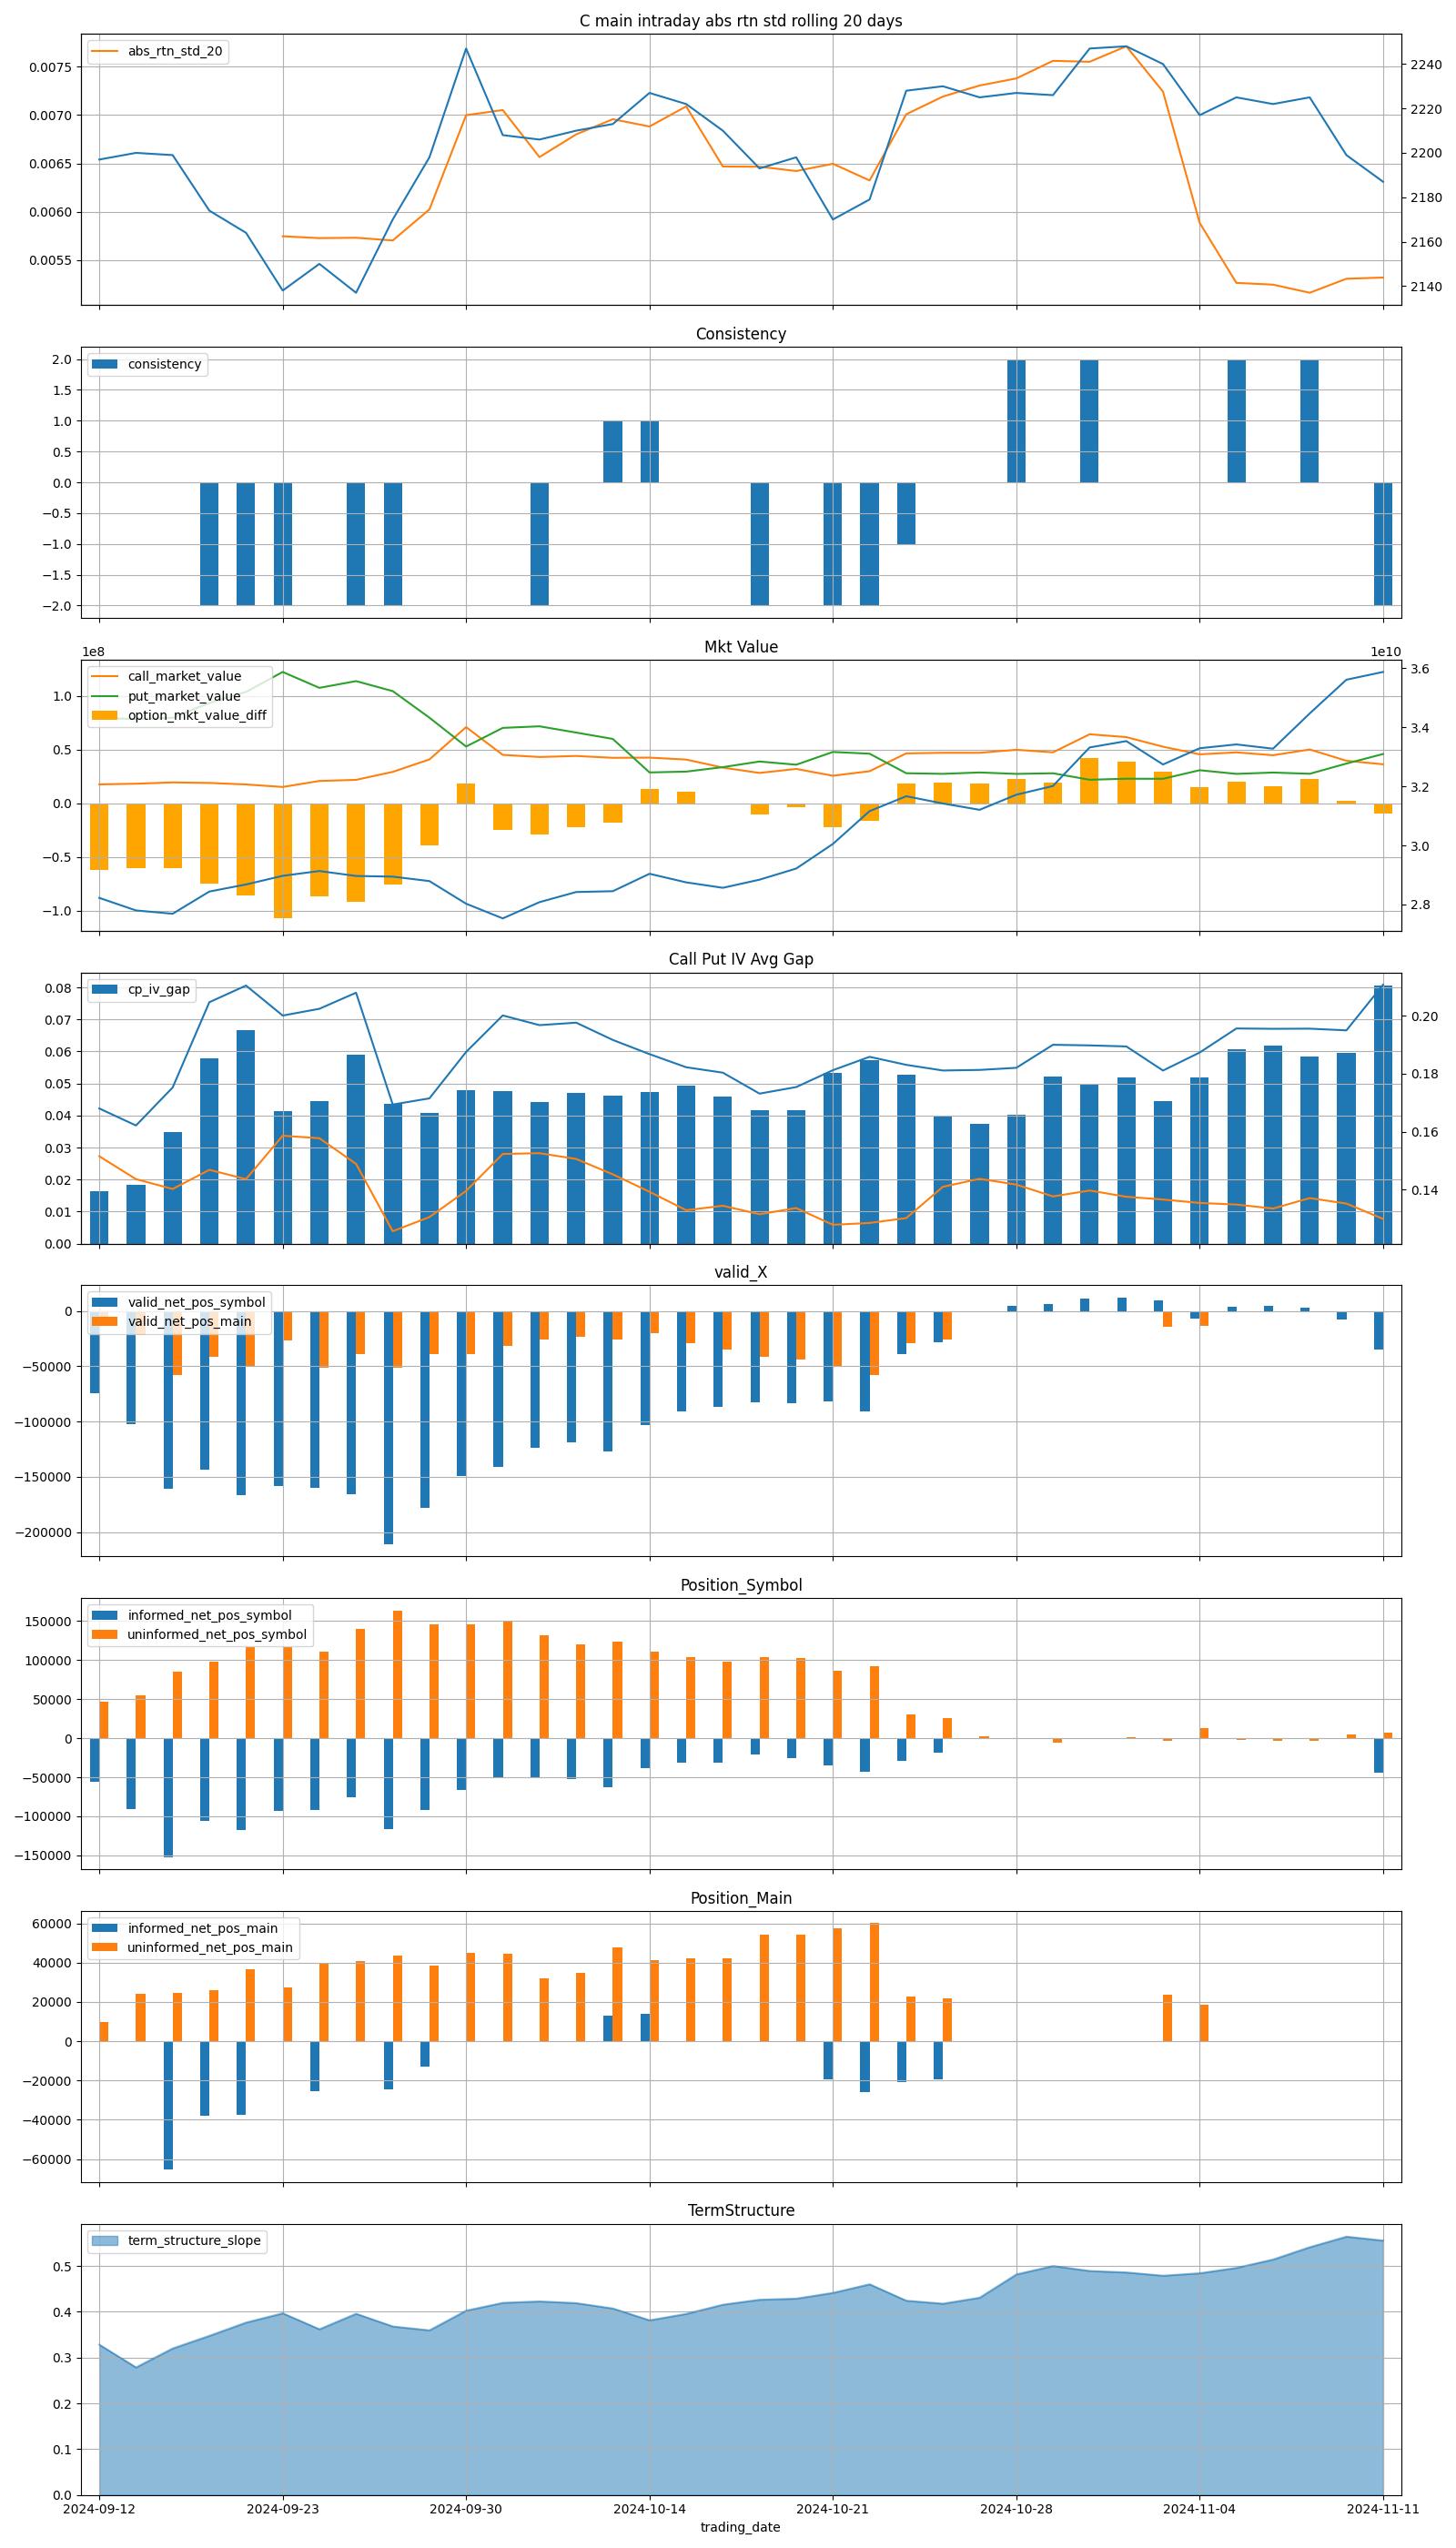 C main intraday abs rtn std rolling 20 days
abs_rtn_std_20
0.0075
0.0070
0.0065
0.0060
0.0055
2240
2220
2200
2180
2160
2140
Consistency
consistency
2.0
1.5
1.0
0.5
0.0
−0.5
−1.0
−1.5
−2.0
Mkt Value
1e8
1e10
call_market_value
put_market_value
option_mkt_value_diff
1.0
0.5
0.0
−0.5
−1.0
3.6
3.4
3.2
3.0
2.8
Call Put IV Avg Gap
cp_iv_gap
0.08
0.07
0.06
0.05
0.04
0.03
0.02
0.01
0.00
0.20
0.18
0.16
0.14
valid_X
valid_net_pos_symbol
valid_net_pos_main
0
−50000
−100000
−150000
−200000
Position_Symbol
informed_net_pos_symbol
uninformed_net_pos_symbol
150000
100000
50000
0
−50000
−100000
−150000
Position_Main
informed_net_pos_main
uninformed_net_pos_main
60000
40000
20000
0
−20000
−40000
−60000
TermStructure
term_structure_slope
0.5
0.4
0.3
0.2
0.1
0.0
2024-09-12 2024-09-23 2024-09-30 2024-10-14 2024-10-21 2024-10-28 2024-11-04 2024-11-11
trading_date